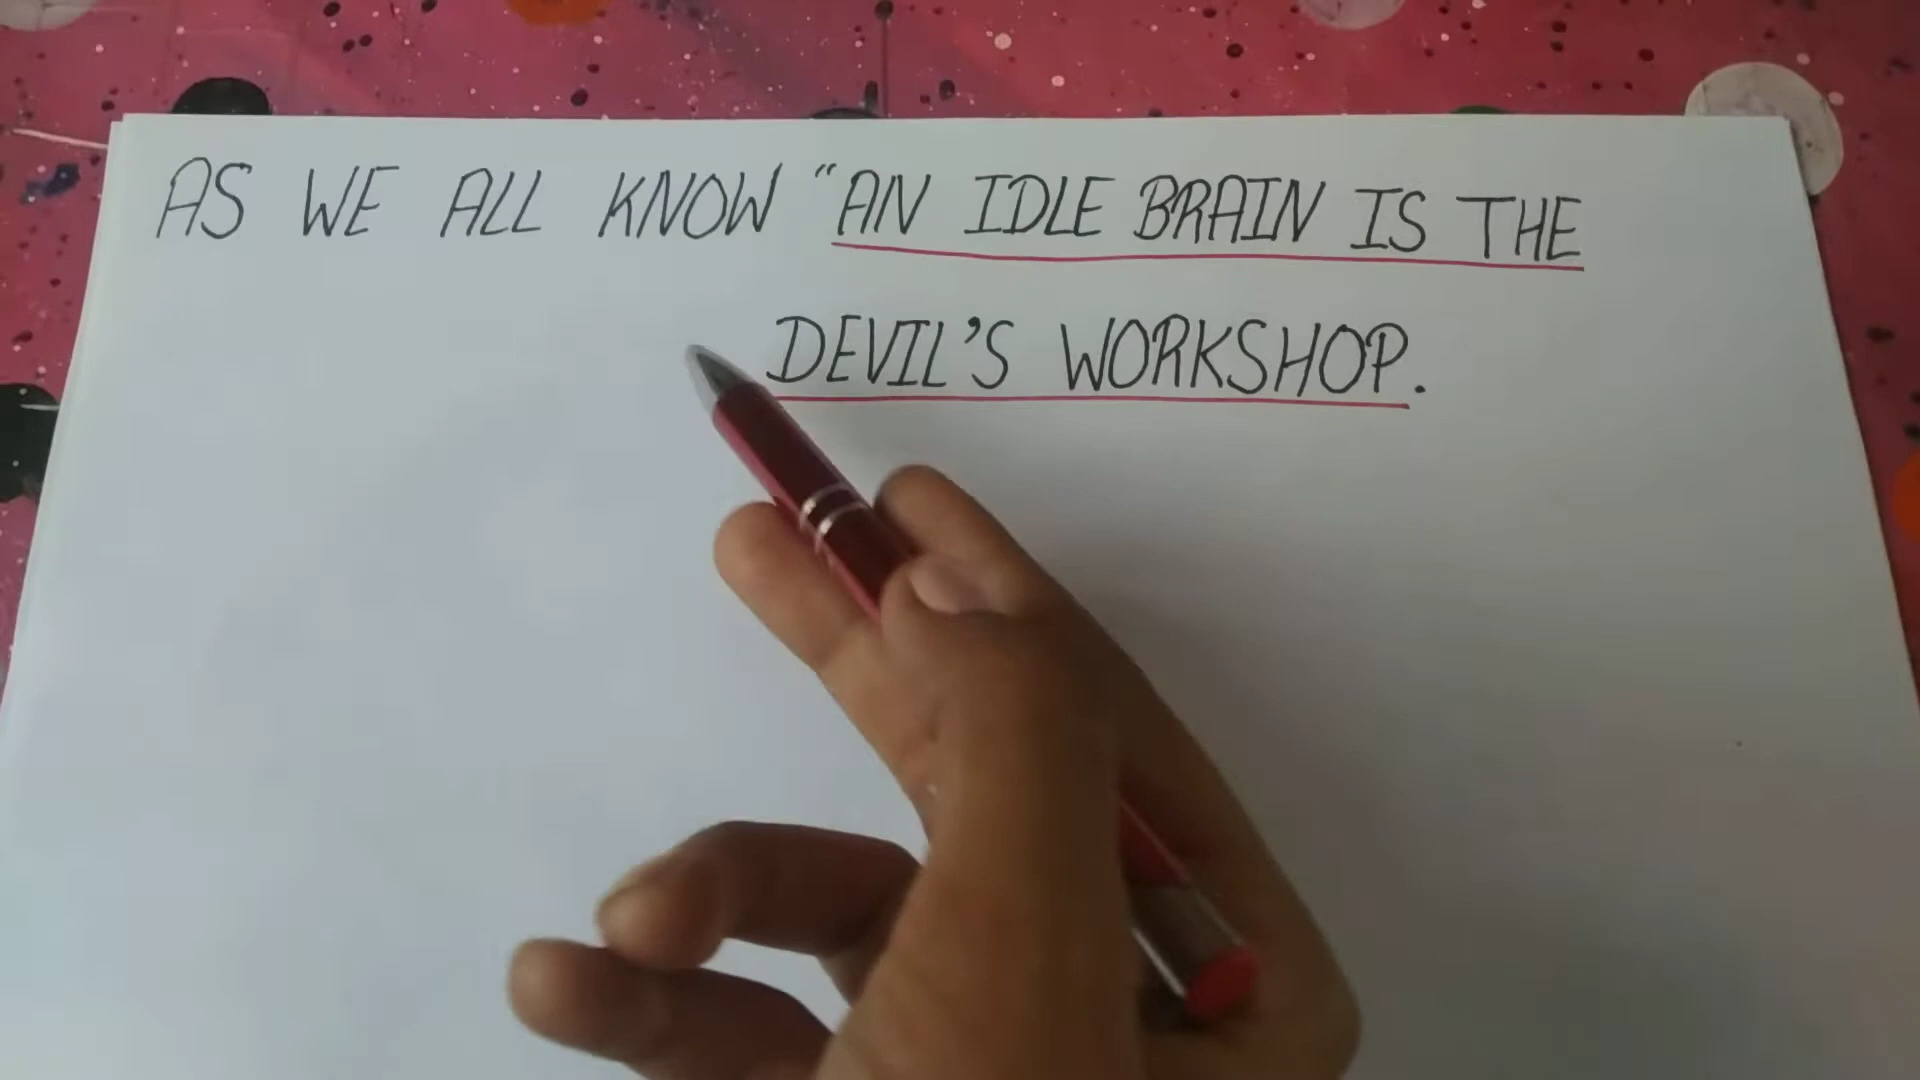 AS WE ALL KNOW “AN IDLE BRAIN IS THE
DEVIL’S WORKSHOP.